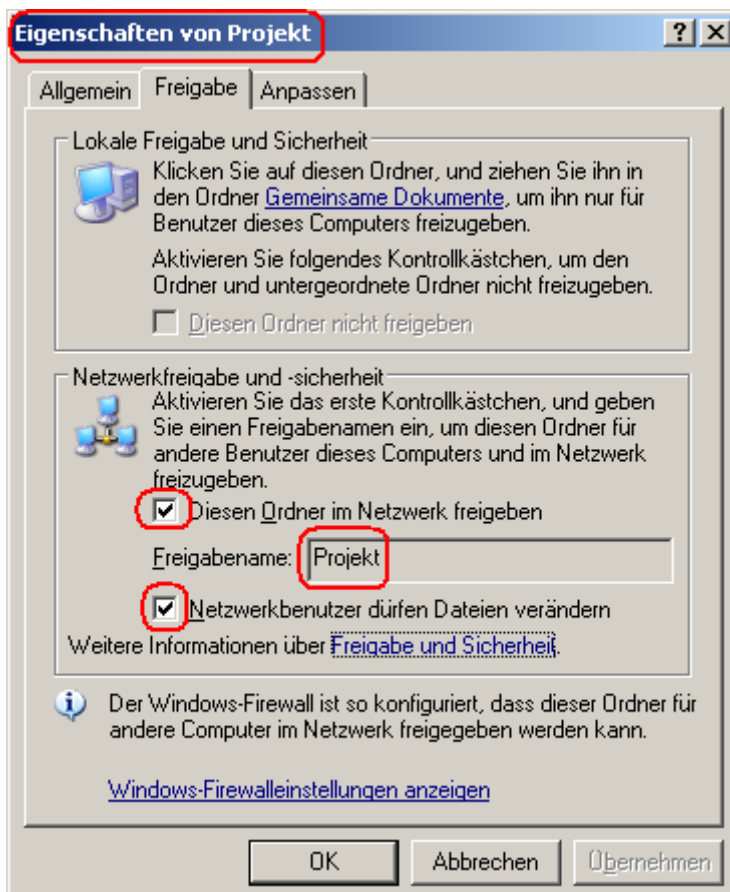 Eigenschaften von Projekt
Allgemein
Freigabe
Anpassen
Lokale Freigabe und Sicherheit
Klicken Sie auf diesen Ordner, und ziehen Sie ihn in
den Ordner Gemeinsame Dokumente, um ihn nur für
Benutzer dieses Computers freizugeben.
Aktivieren Sie folgendes Kontrollkästchen, um den
Ordner und untergeordnete Ordner nicht freizugeben.
Diesen Ordner nicht freigeben
Netzwerkfreigabe und -sicherheit
Aktivieren Sie das erste Kontrollkästchen, und geben
Sie einen Freigabenamen ein, um diesen Ordner für
andere Benutzer dieses Computers und im Netzwerk
freizugeben.
Diesen Ordner im Netzwerk freigeben
Freigabename: Projekt
Netzwerkbenutzer dürfen Dateien verändern
Weitere Informationen über Freigabe und Sicherheit.
Der Windows-Firewall ist so konfiguriert, dass dieser Ordner für
andere Computer im Netzwerk freigegeben werden kann.
Windows-Firewalleinstellungen anzeigen
OK
Abbrechen
Übernehmen